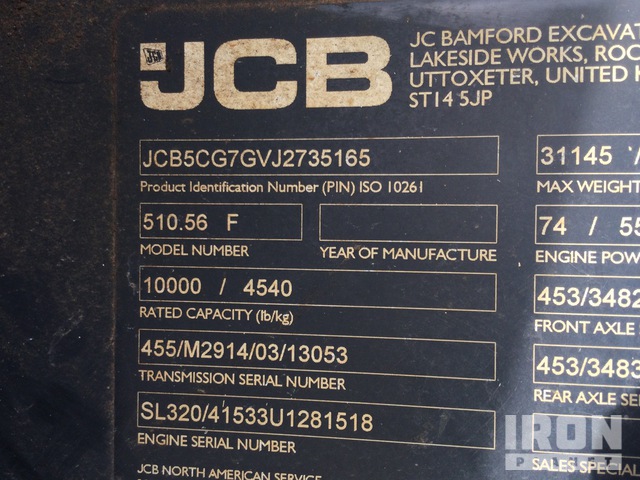 JCB
JCB
JC BAMFORD EXCAVAT
LAKESIDE WORKS, ROC
UTTOXETER, UNITED K
ST14 5JP
JCB5CG7GVJ2735165
Product Identification Number (PIN) ISO 10261
31145 /
MAX WEIGHT
510.56 F
MODEL NUMBER
YEAR OF MANUFACTURE
74 / 55
ENGINE POW
10000 / 4540
RATED CAPACITY (lb/kg)
453/3482
FRONT AXLE S
455/M2914/03/13053
TRANSMISSION SERIAL NUMBER
453/3483
REAR AXLE SE
SL320/41533U1281518
ENGINE SERIAL NUMBER
SALES SPECIAL
JCB NORTH AMERICAN SERVICE
IRON
PLANET